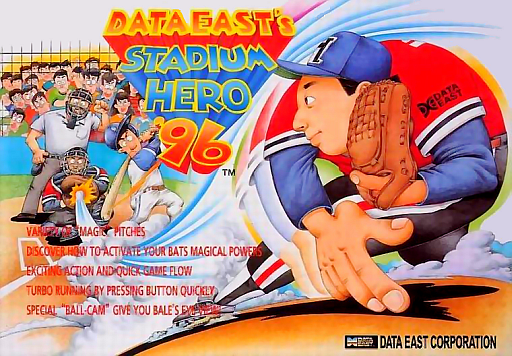 DATA EAST's
STADIUM
HERO
'96
TM
1
DATA
EAST
VARIETY OF "MAGIC" PITCHES
DISCOVER HOW TO ACTIVATE YOUR BATS MAGICAL POWERS
EXCITING ACTION AND QUICK GAME FLOW
TURBO RUNNING BY PRESSING BUTTON QUICKLY
SPECIAL "BALL-CAM" GIVE YOU BALE'S EYE VIEW
DATA EAST CORPORATION